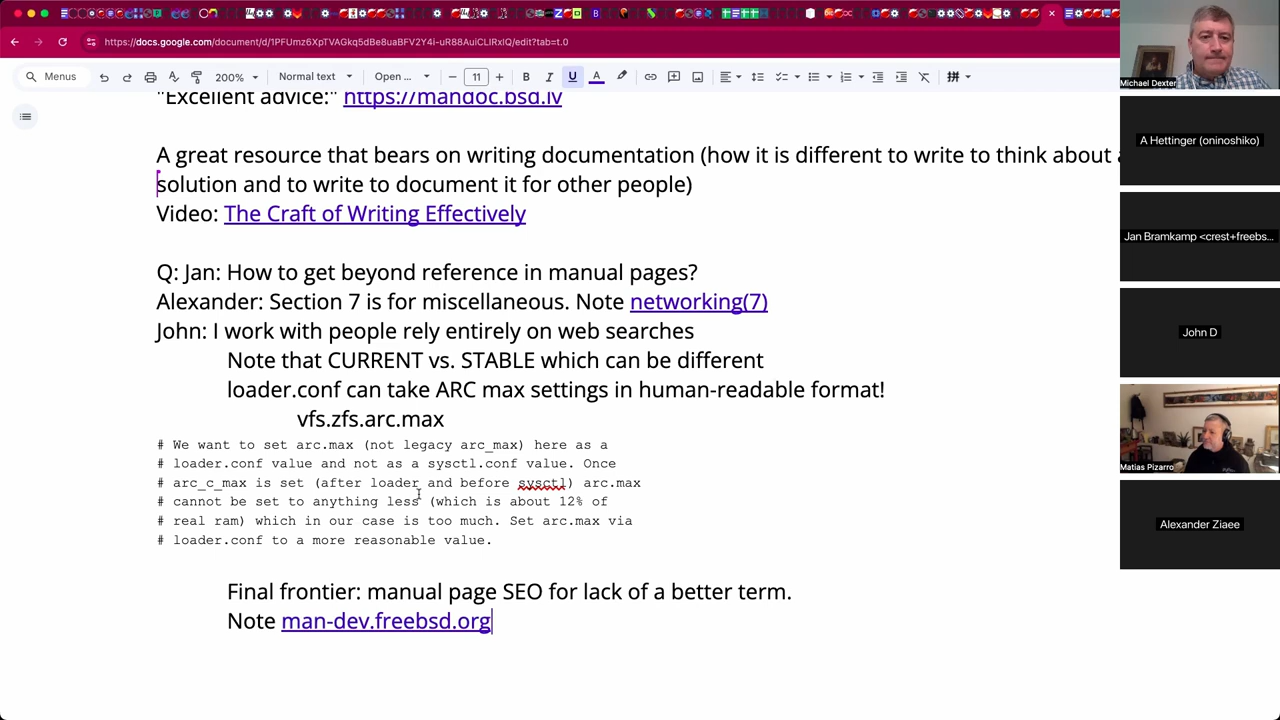 https://docs.google.com/document/d/1PFUmz6XpTVAGkq5dBe8uaBFV2Y4i-uR88AuiCLIRxIQ/edit?tab=t.0
Menus
200%
Normal text
Open ...
11
"Excellent advice:" https://mandoc.bsd.lv
A great resource that bears on writing documentation (how it is different to write to think about a
solution and to write to document it for other people)
Video: The Craft of Writing Effectively
Q: Jan: How to get beyond reference in manual pages?
Alexander: Section 7 is for miscellaneous. Note networking(7)
John: I work with people rely entirely on web searches
Note that CURRENT vs. STABLE which can be different
loader.conf can take ARC max settings in human-readable format!
vfs.zfs.arc.max
# We want to set arc.max (not legacy arc_max) here as a
# loader.conf value and not as a sysctl.conf value. Once
# arc_c_max is set (after loader and before sysctl) arc.max
# cannot be set to anything less (which is about 12% of
# real ram) which in our case is too much. Set arc.max via
# loader.conf to a more reasonable value.
Final frontier: manual page SEO for lack of a better term.
Note man-dev.freebsd.org
Michael Dexter
A Hettinger (oninoshiko)
Jan Bramkamp <crest+freebs...
John D
Matias Pizarro
Alexander Ziaee